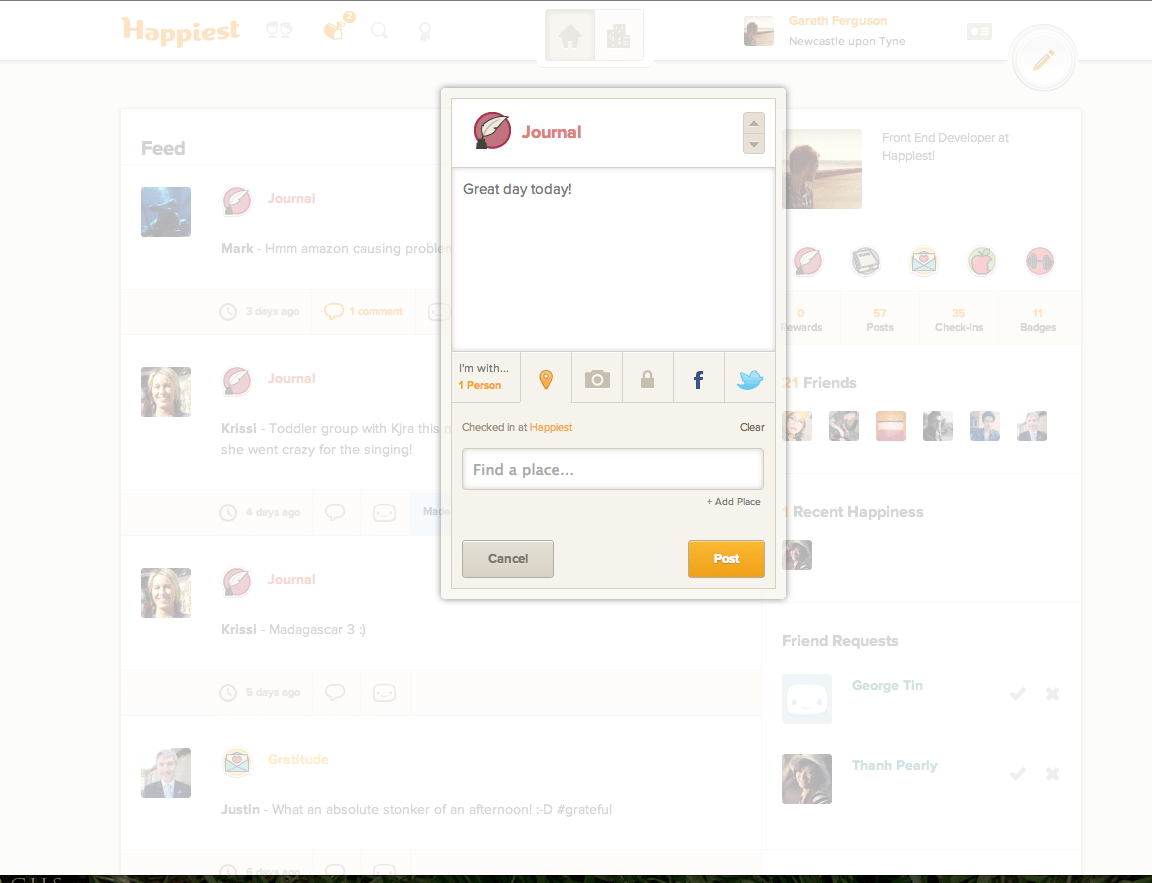 Happiest
2
Gareth Ferguson
Newcastle upon Tyne
Feed
Journal
Mark - Hmm amazon causing
3 days ago
1 comment
Journal
Krissi - Toddler group with Kjra this
she went crazy for the singing!
4 days ago
Journal
Krissi - Madagascar 3 :)
5 days ago
Gratitude
Justin - What an absolute stonker of an afternoon! :-D #grateful
6 days ago
Journal
Great day today!
I'm with...
1 Person
f
Checked in at Happiest
Clear
Find a place...
+ Add Place
Cancel
Post
Front End Developer at
Happiest!
0
Rewards
57
Posts
35
Check-Ins
11
Badges
21 Friends
1 Recent Happiness
Friend Requests
George Tin
Thanh Pearly